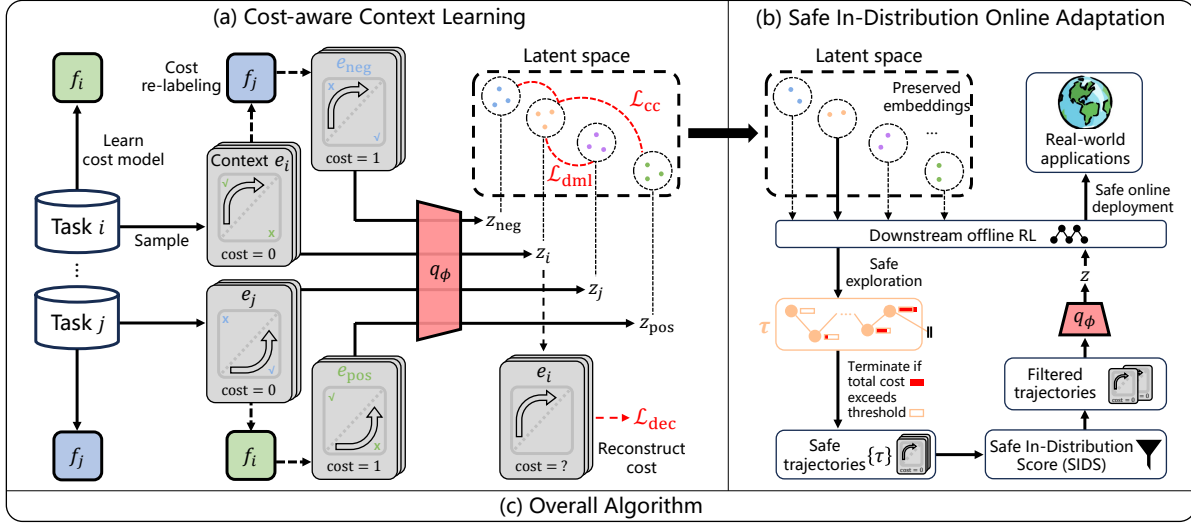 (a) Cost-aware Context Learning
f_i
Cost
re-labeling
f_j
e_neg
x
√
cost = 1
Learn
cost model
Context e_i
√
x
cost = 0
Task i
Sample
⋮
Task j
e_j
x
√
cost = 0
f_j
f_i
e_pos
√
x
cost = 1
q_ϕ
Latent space
ℒ_cc
ℒ_dml
z_neg
z_i
z_j
z_pos
e_i
cost = ?
ℒ_dec
Reconstruct
cost
(b) Safe In-Distribution Online Adaptation
Latent space
Preserved
embeddings
...
Real-world
applications
Safe online
deployment
Downstream offline RL
Safe
exploration
τ
......
Terminate if
total cost
exceeds
threshold
Safe
trajectories {τ}
cost = 0
Safe In-Distribution
Score (SIDS)
Filtered
trajectories
cost = 0
q_ϕ
z
(c) Overall Algorithm